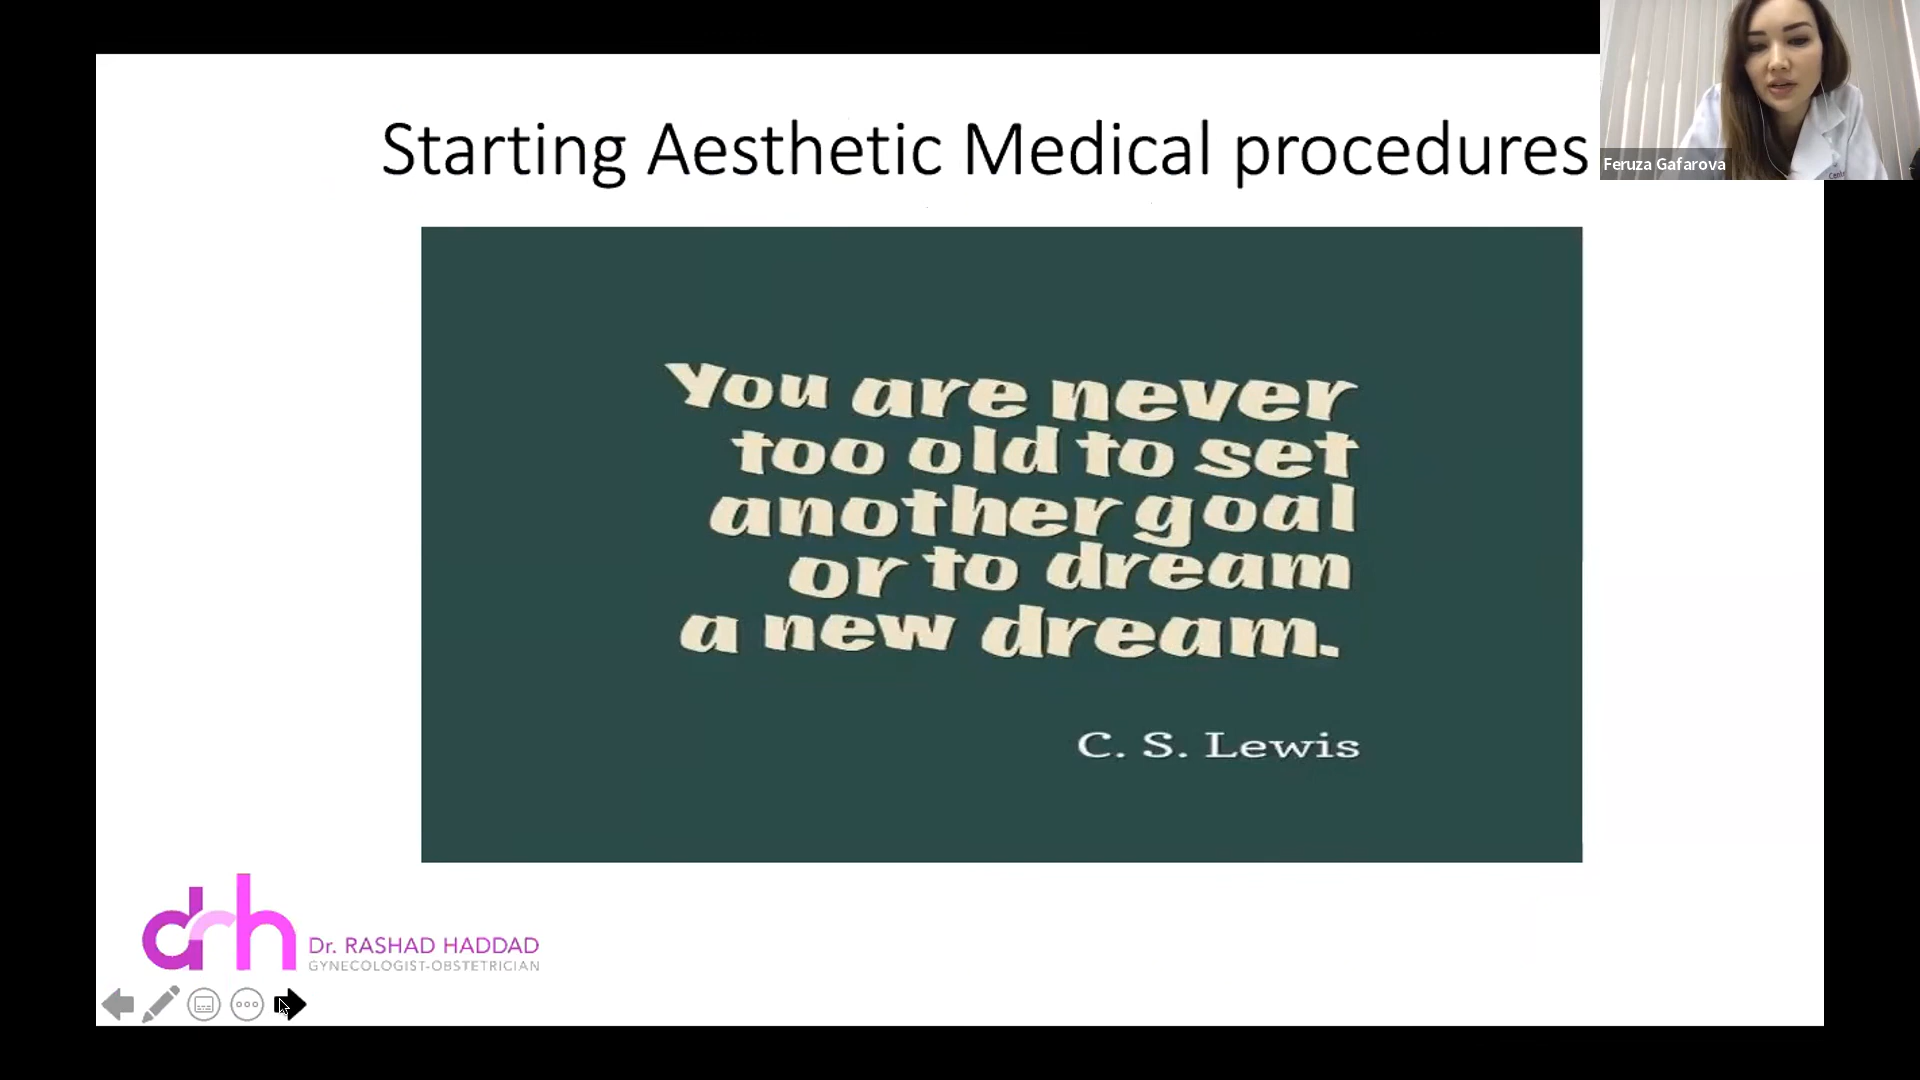 Starting Aesthetic Medical procedures
Feruza Gafarova
You are never
too old to set
another goal
or to dream
a new dream.
C. S. Lewis
drh
Dr. RASHAD HADDAD
GYNECOLOGIST-OBSTETRICIAN